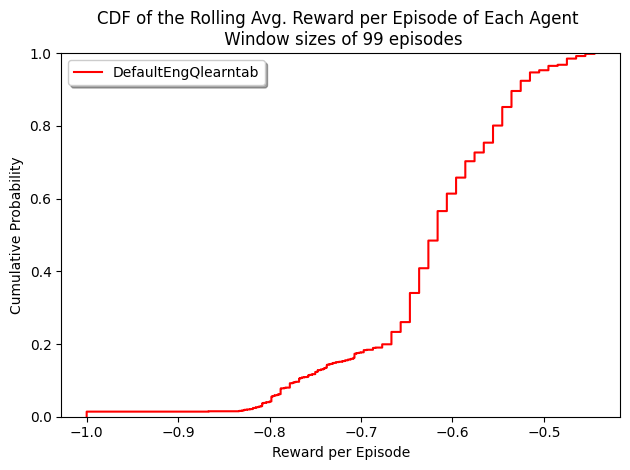 CDF of the Rolling Avg. Reward per Episode of Each Agent
Window sizes of 99 episodes
DefaultEngQlearntab
Cumulative Probability
1.0
0.8
0.6
0.4
0.2
0.0
−1.0 −0.9 −0.8 −0.7 −0.6 −0.5
Reward per Episode